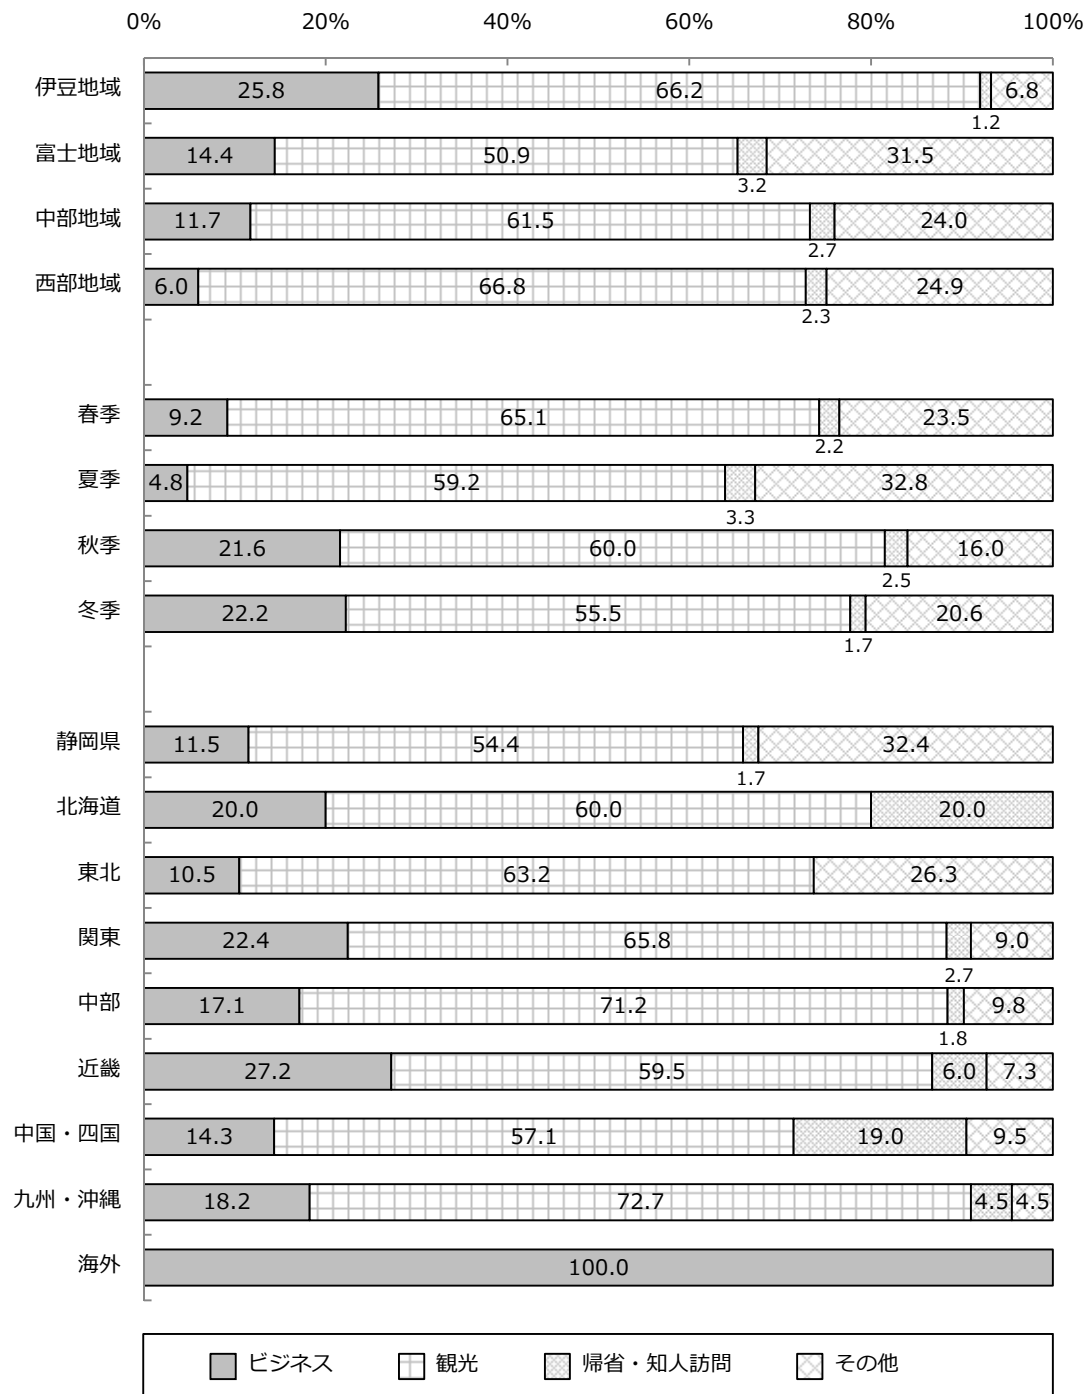 0% 20% 40% 60% 80% 100%
伊豆地域 25.8 66.2 6.8
1.2
富士地域 14.4 50.9 31.5
3.2
中部地域 11.7 61.5 24.0
2.7
西部地域 6.0 66.8 24.9
2.3
春季 9.2 65.1 23.5
2.2
夏季 4.8 59.2 32.8
3.3
秋季 21.6 60.0 16.0
2.5
冬季 22.2 55.5 20.6
1.7
静岡県 11.5 54.4 32.4
1.7
北海道 20.0 60.0 20.0
東北 10.5 63.2 26.3
関東 22.4 65.8 9.0
2.7
中部 17.1 71.2 9.8
1.8
近畿 27.2 59.5 6.0 7.3
中国・四国 14.3 57.1 19.0 9.5
九州・沖縄 18.2 72.7 4.5 4.5
海外 100.0
ビジネス 観光 帰省・知人訪問 その他